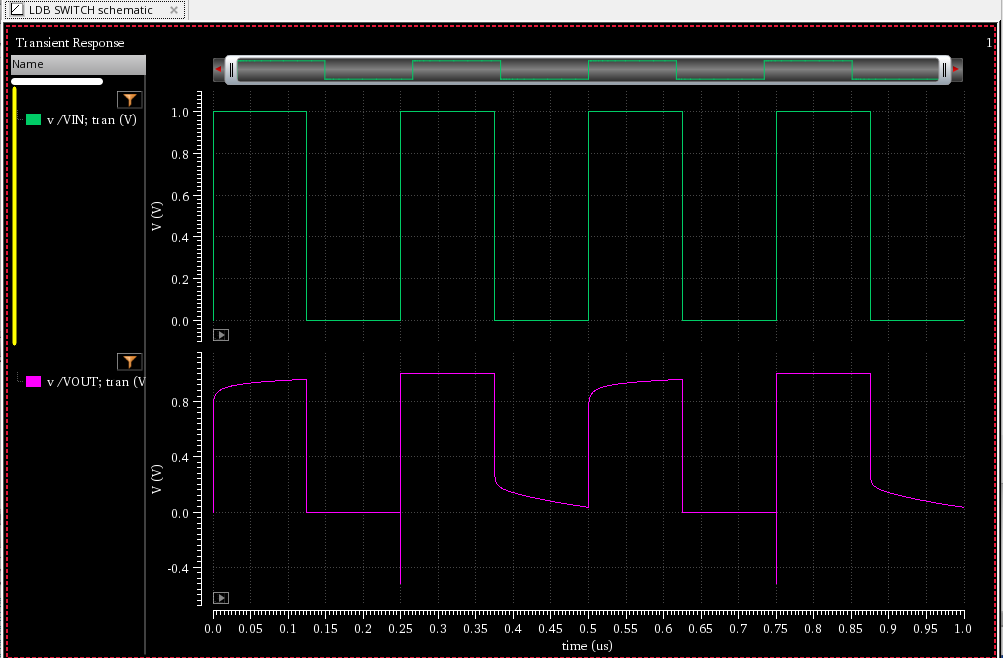 LDB SWITCH schematic
Transient Response
1
Name
v /VIN; tran (V)
1.0
0.8
0.6
0.4
0.2
0.0
V (V)
v /VOUT; tran (V
0.8
0.4
0.0
-0.4
V (V)
0.0 0.05 0.1 0.15 0.2 0.25 0.3 0.35 0.4 0.45 0.5 0.55 0.6 0.65 0.7 0.75 0.8 0.85 0.9 0.95 1.0
time (us)